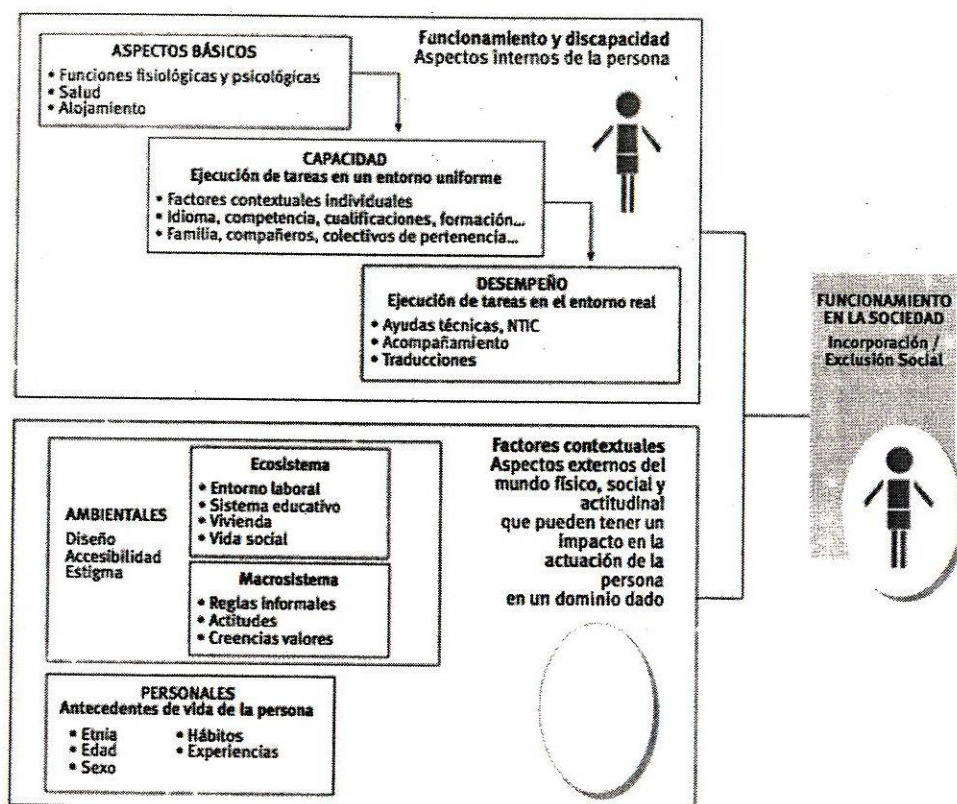 Funcionamiento y discapacidad
Aspectos internos de la persona
ASPECTOS BÁSICOS
• Funciones fisiológicas y psicológicas
• Salud
• Alojamiento
CAPACIDAD
Ejecución de tareas en un entorno uniforme
• Factores contextuales individuales
• Idioma, competencia, cualificaciones, formación...
• Familia, compañeros, colectivos de pertenencia...
DESEMPEÑO
Ejecución de tareas en el entorno real
• Ayudas técnicas, NTIC
• Acompañamiento
• Traducciones
FUNCIONAMIENTO
EN LA SOCIEDAD
Incorporación /
Exclusión Social
Factores contextuales
Aspectos externos del
mundo físico, social y
actitudinal
que pueden tener un
impacto en la
actuación de la
persona
en un dominio dado
AMBIENTALES
Diseño
Accesibilidad
Estigma
Ecosistema
• Entorno laboral
• Sistema educativo
• Vivienda
• Vida social
Macrosistema
• Reglas informales
• Actitudes
• Creencias valores
PERSONALES
Antecedentes de vida de la persona
• Etnia
• Edad
• Sexo
• Hábitos
• Experiencias